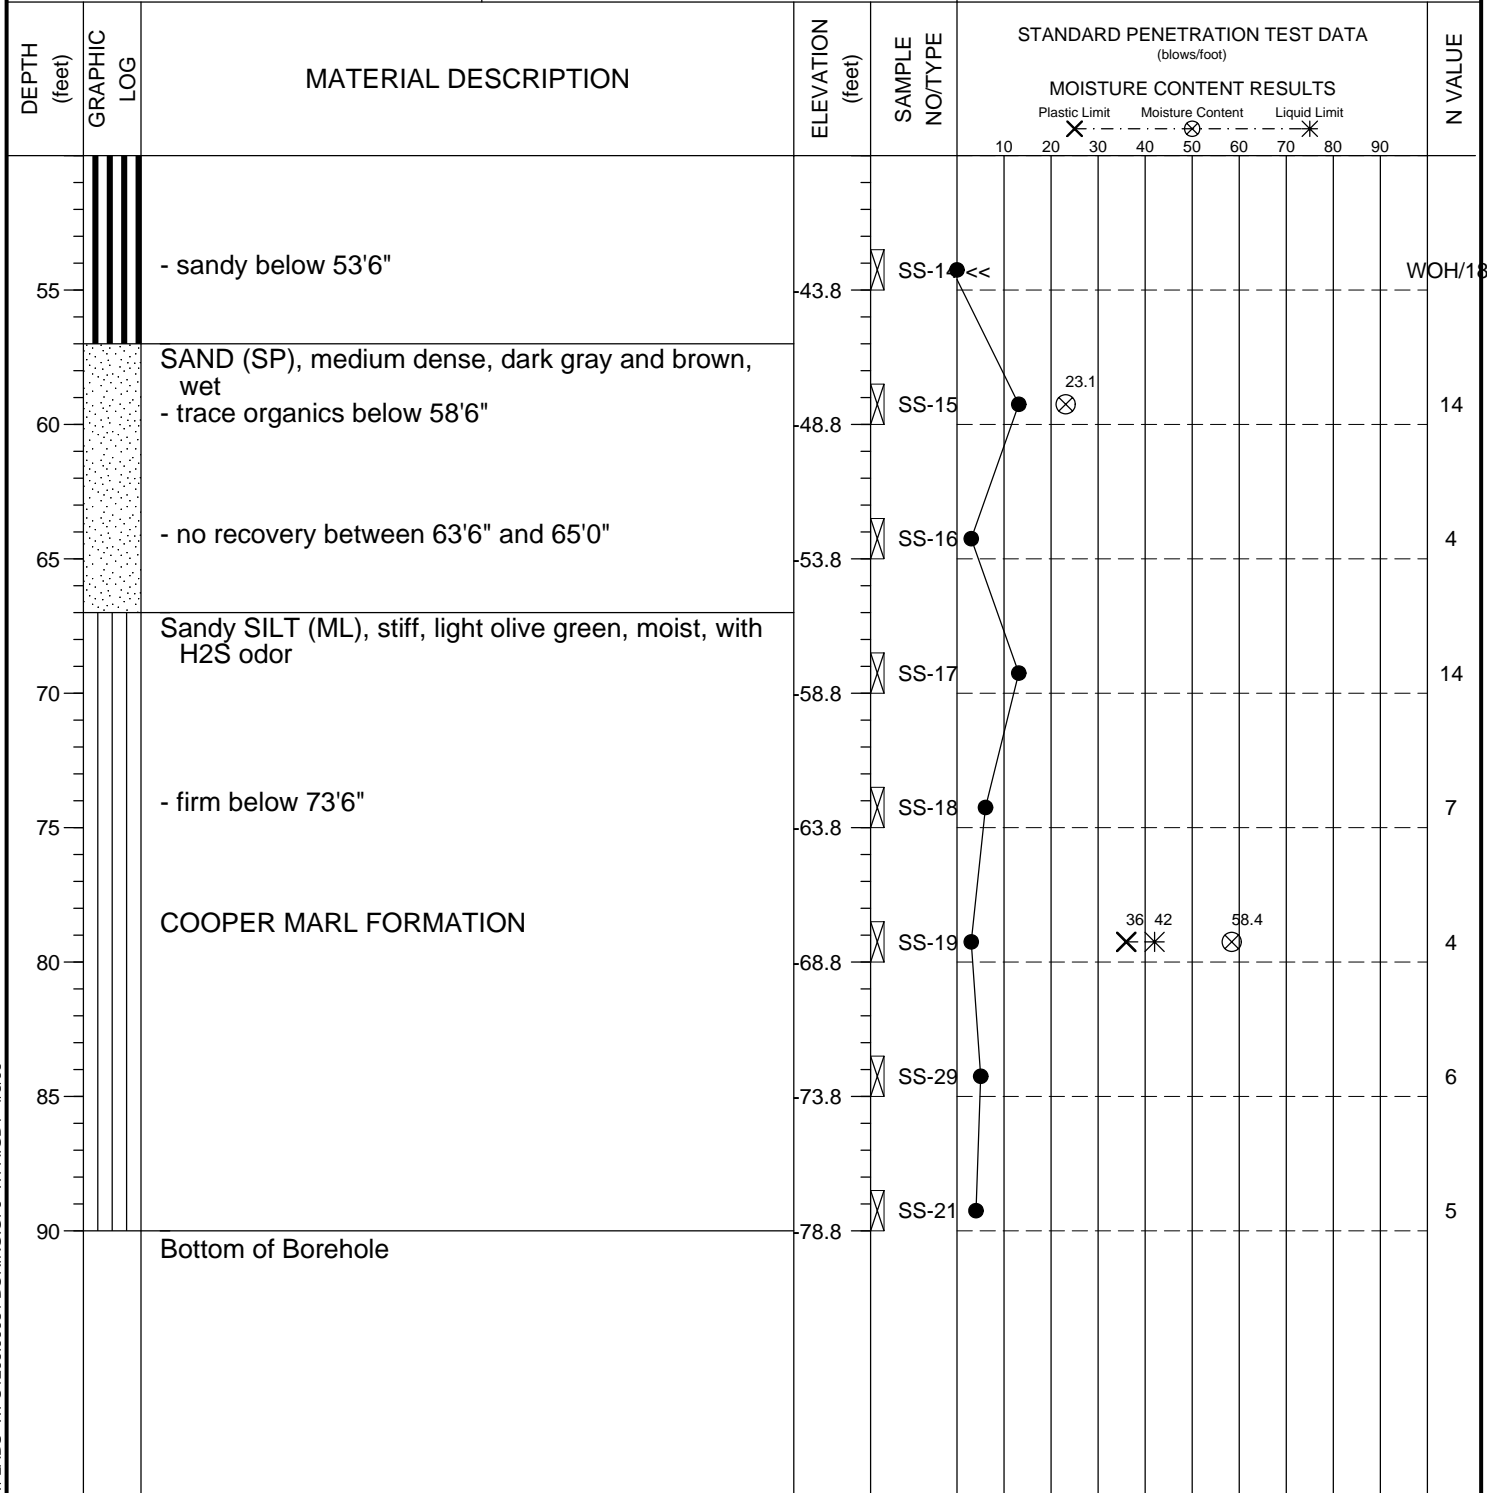 DEPTH
(feet)
GRAPHIC
LOG
MATERIAL DESCRIPTION
ELEVATION
(feet)
SAMPLE
NO/TYPE
STANDARD PENETRATION TEST DATA
(blows/foot)
MOISTURE CONTENT RESULTS
Plastic Limit Moisture Content Liquid Limit
10 20 30 40 50 60 70 80 90
N VALUE
- sandy below 53'6" SS-14 << WOH/18
55 -43.8
SAND (SP), medium dense, dark gray and brown,
wet
23.1
- trace organics below 58'6" SS-15 14
60 -48.8
- no recovery between 63'6" and 65'0" SS-16 4
65 -53.8
Sandy SILT (ML), stiff, light olive green, moist, with
H2S odor
SS-17 14
70 -58.8
- firm below 73'6" SS-18 7
75 -63.8
COOPER MARL FORMATION 36 42 58.4
SS-19 4
80 -68.8
SS-29 6
85 -73.8
SS-21 5
90 -78.8
Bottom of Borehole